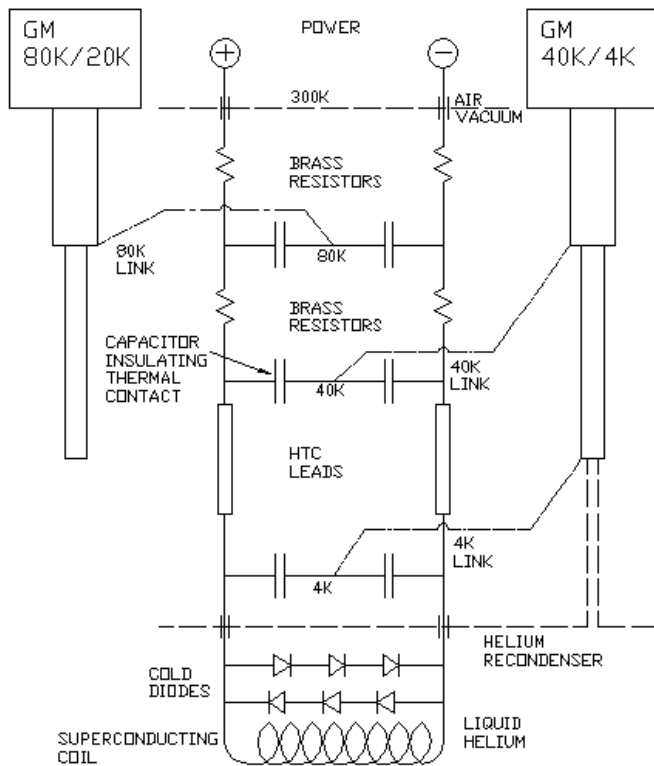 GM
80K/20K
POWER
GM
40K/4K
+
−
300K
AIR
VACUUM
BRASS
RESISTORS
80K
LINK
80K
BRASS
RESISTORS
CAPACITOR
INSULATING
THERMAL
CONTACT
40K
40K
LINK
HTC
LEADS
4K
LINK
4K
HELIUM
RECONDENSER
COLD
DIODES
SUPERCONDUCTING
COIL
LIQUID
HELIUM